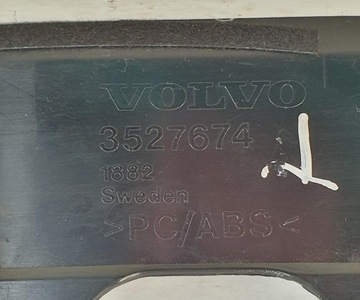 VOLVO
3527674
1882
Sweden
>PC/ABS<